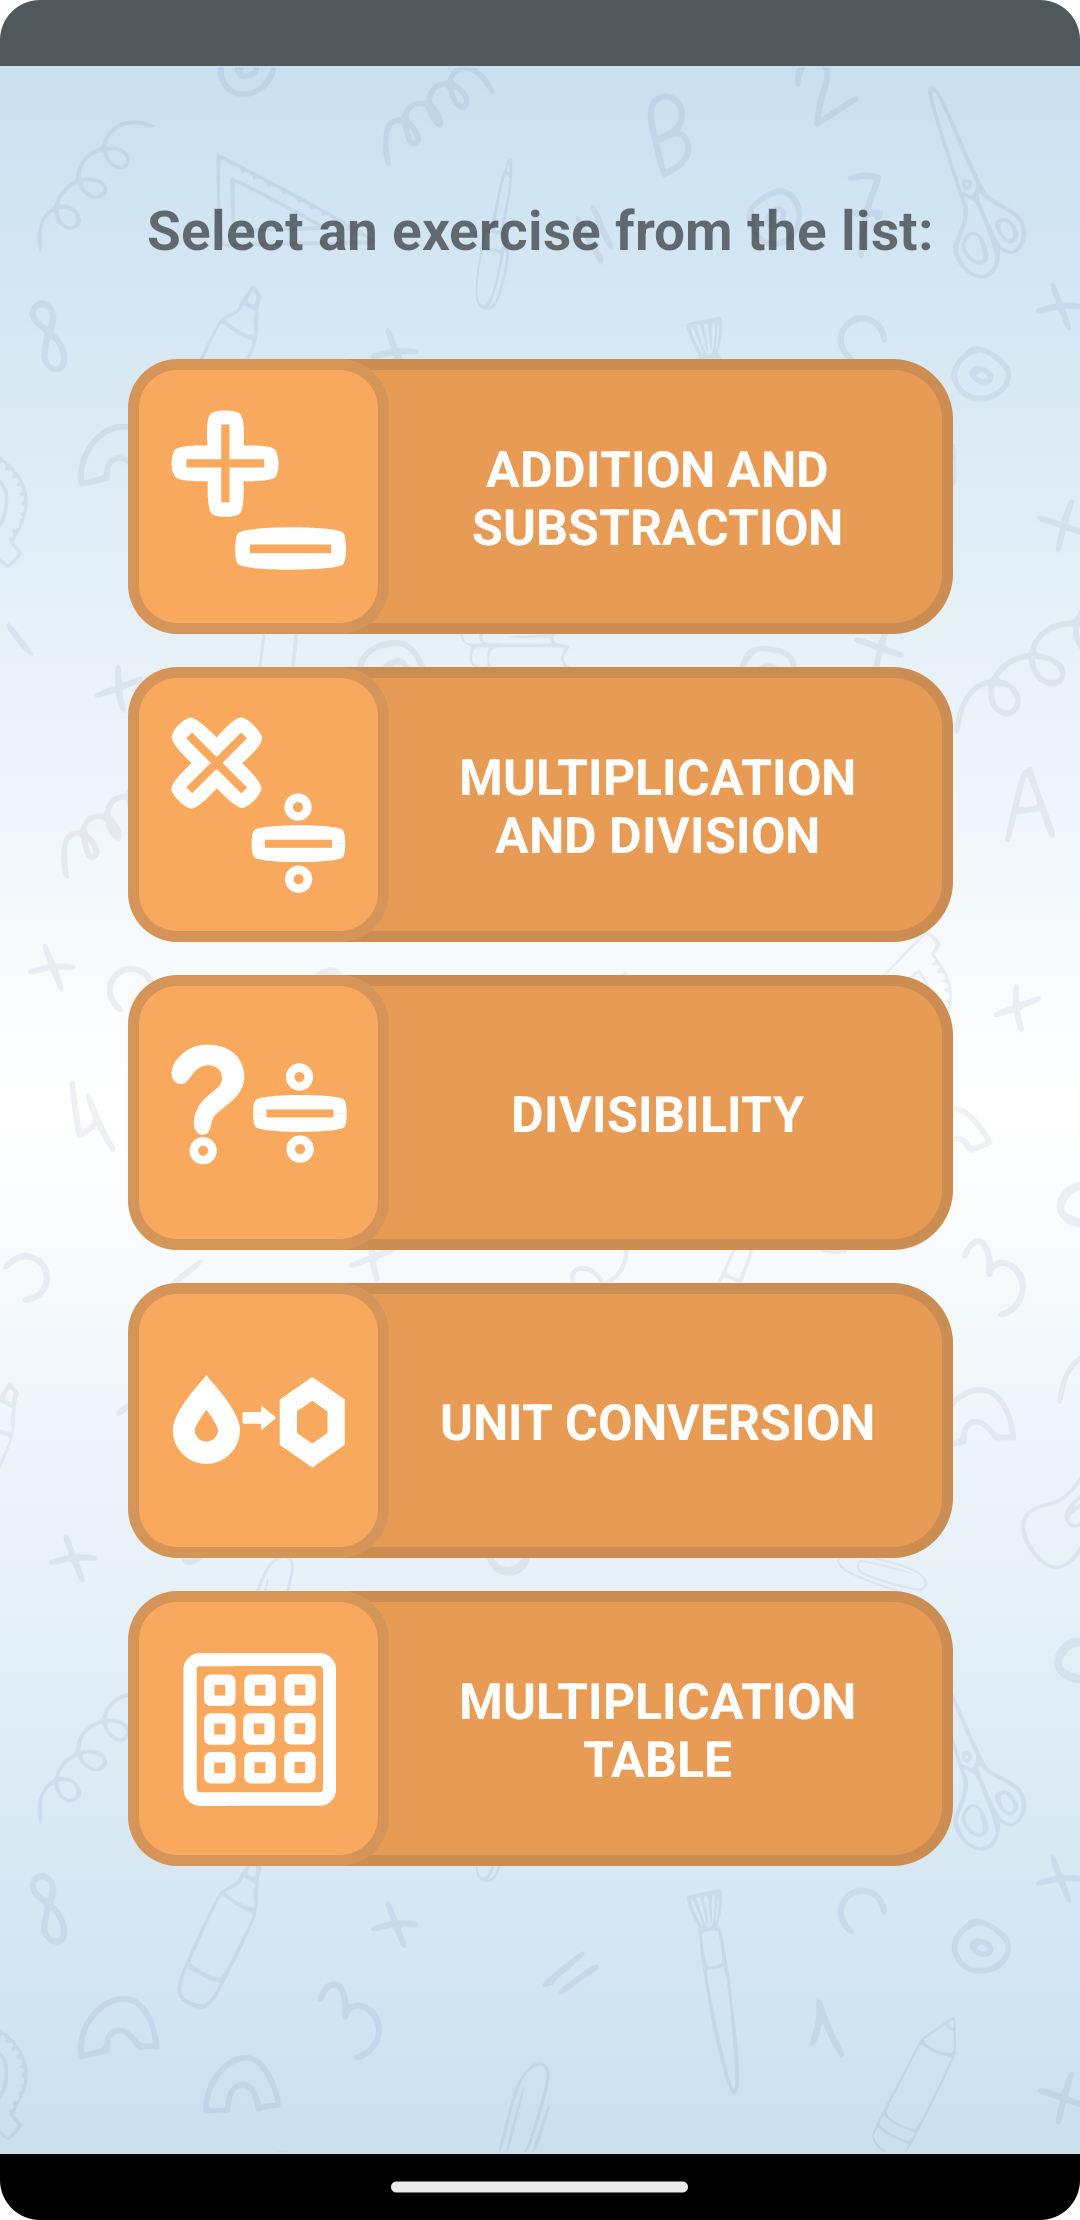 Select an exercise from the list:
ADDITION AND
SUBSTRACTION
MULTIPLICATION
AND DIVISION
DIVISIBILITY
UNIT CONVERSION
MULTIPLICATION
TABLE